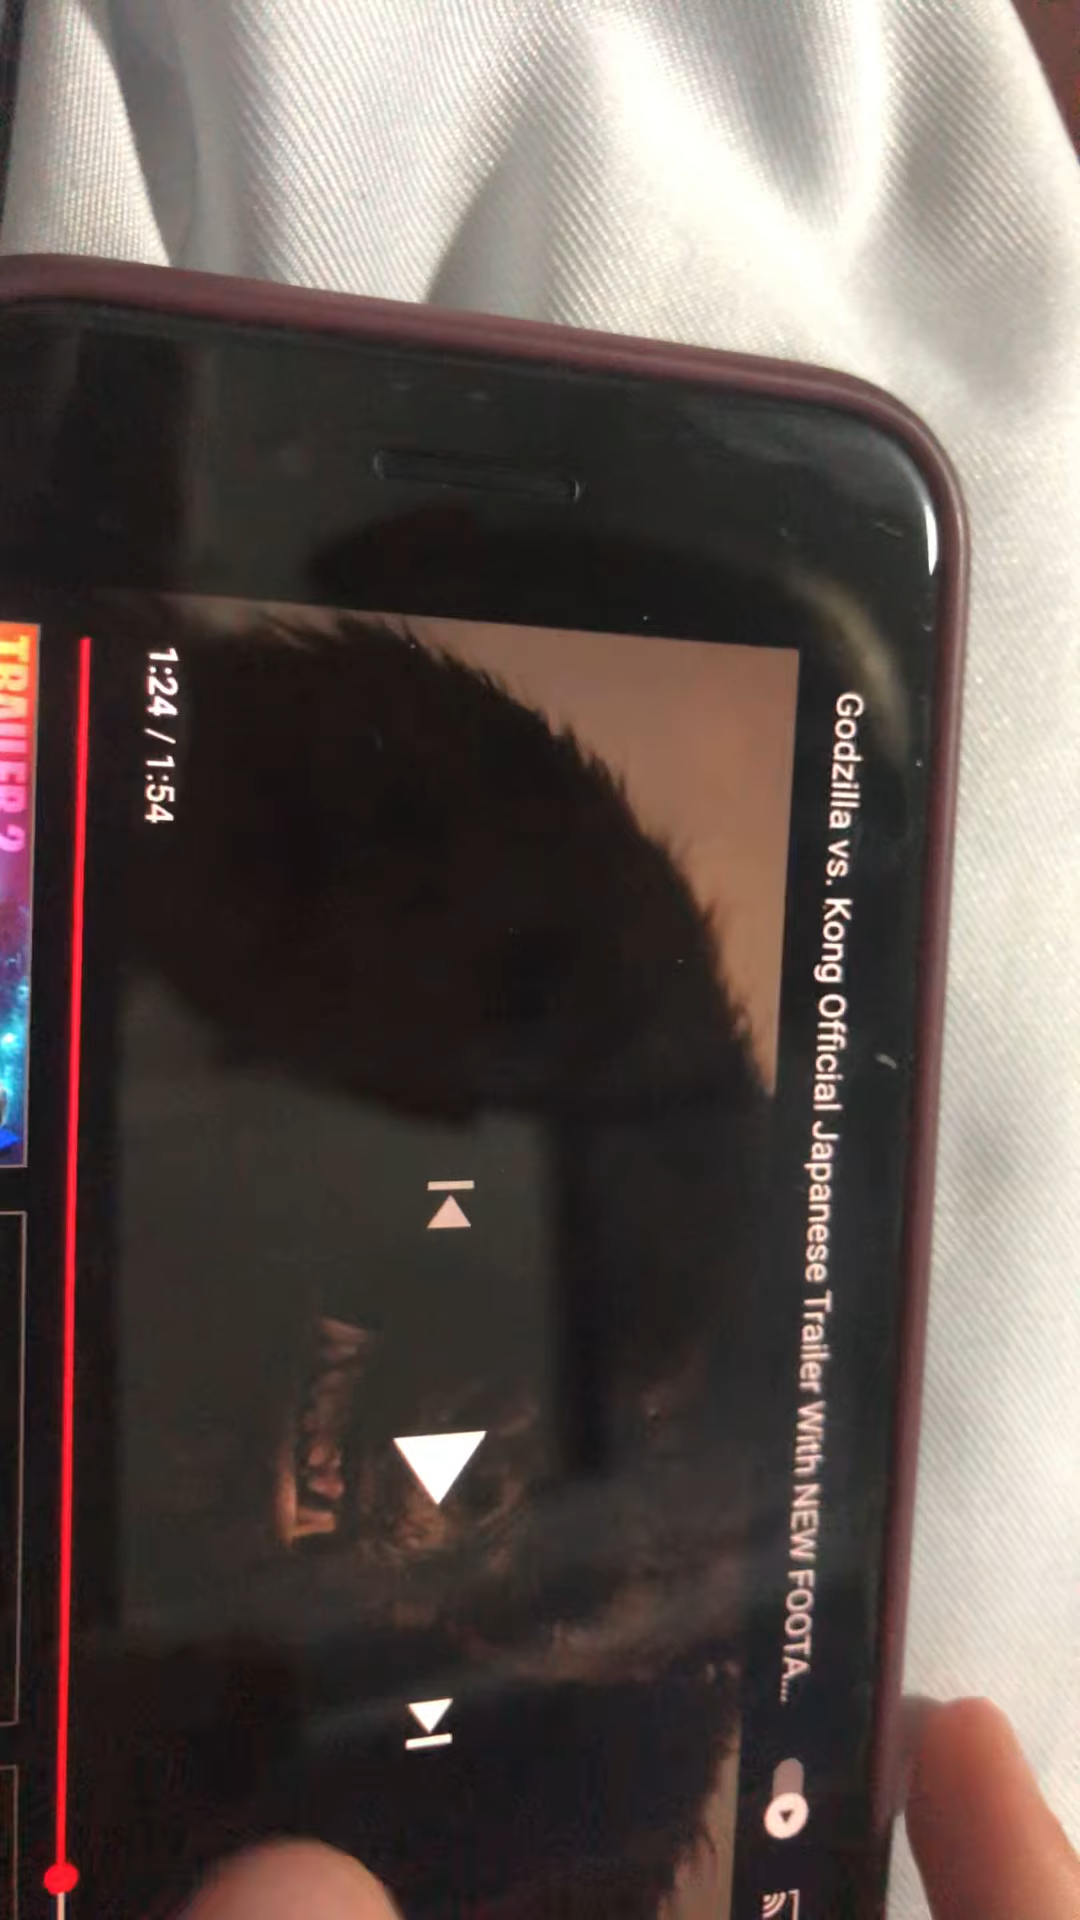 Godzilla vs. Kong Official Japanese Trailer With NEW FOOTA...
1:24 / 1:54
TRAILER 2